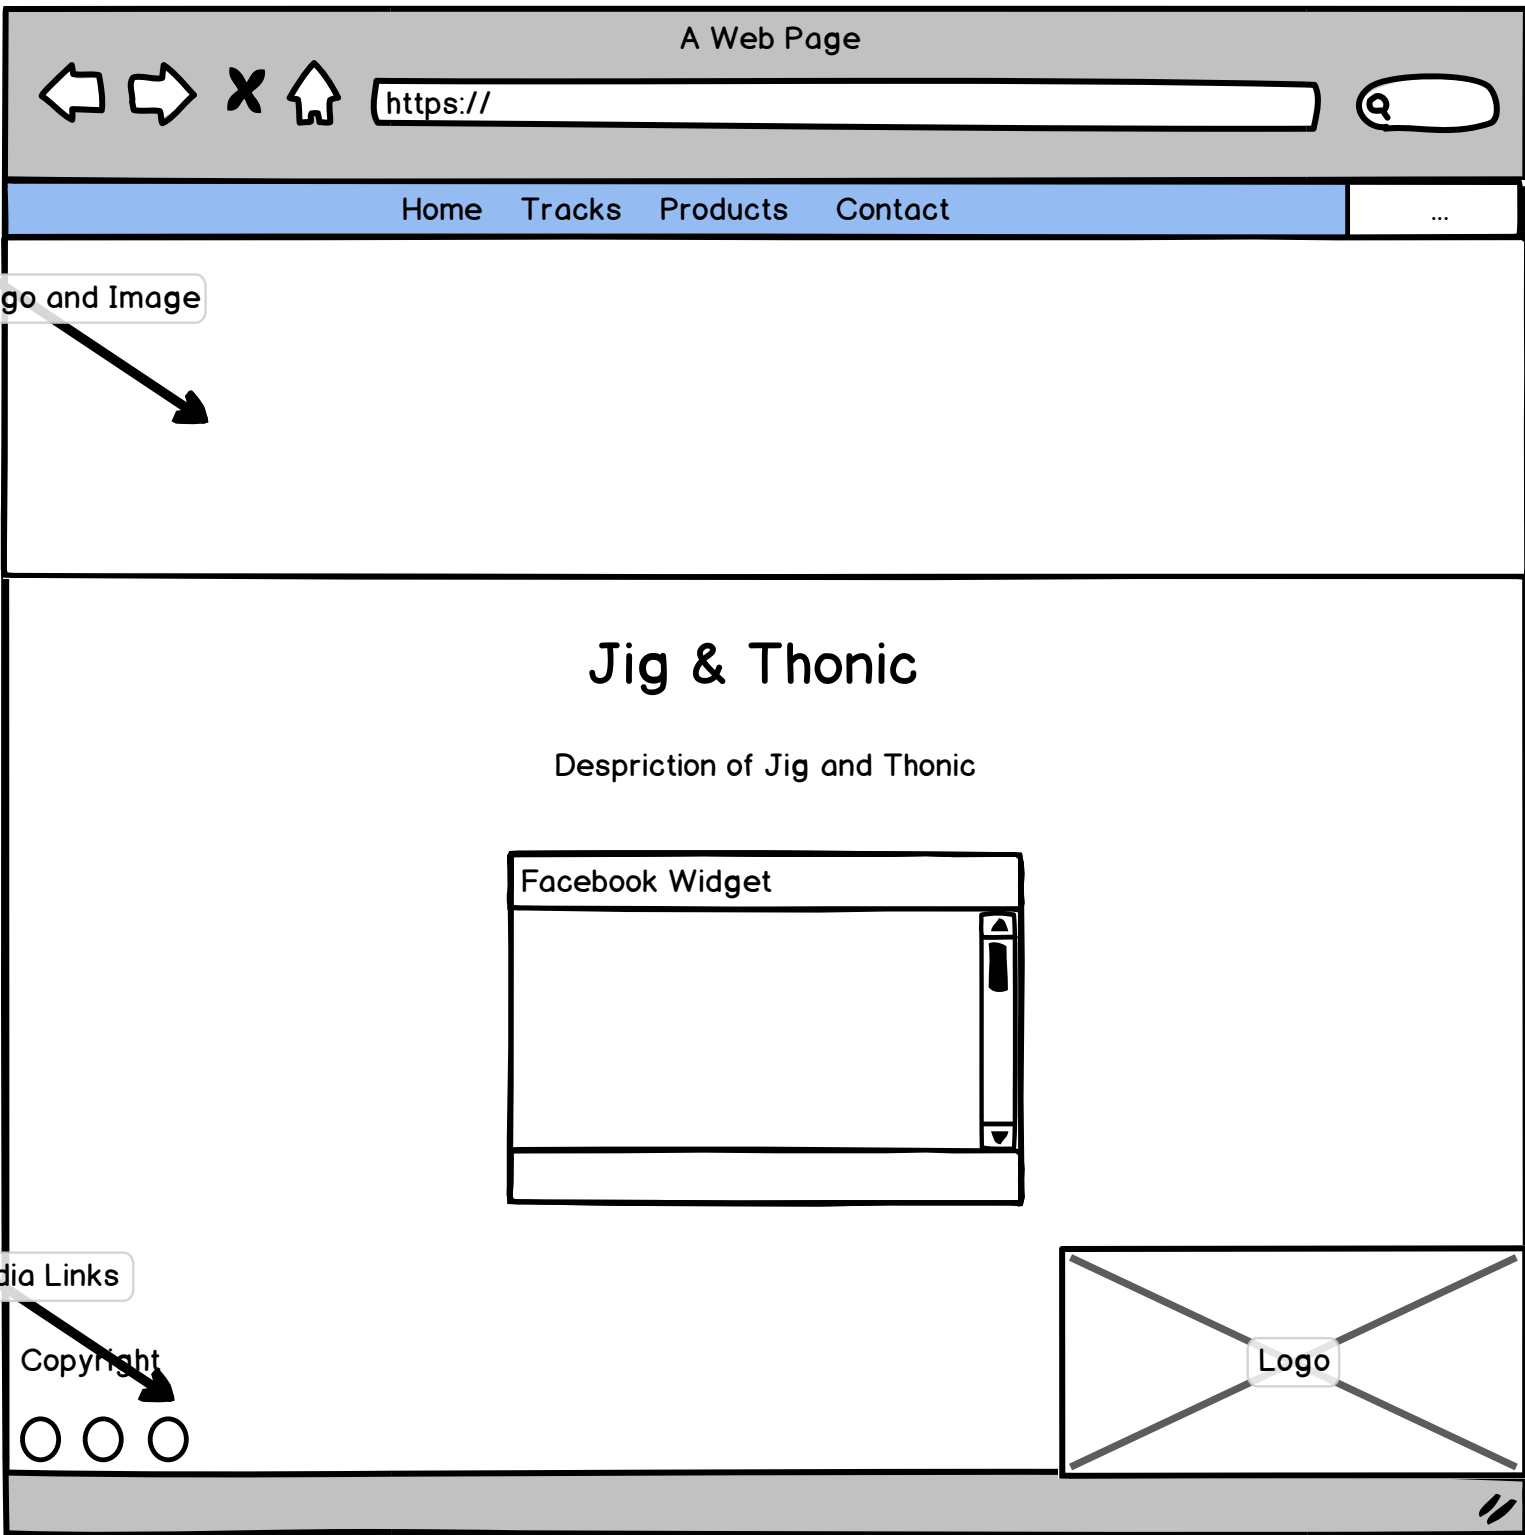 A Web Page
https://
Home Tracks Products Contact
...
go and Image
Jig & Thonic
Despriction of Jig and Thonic
Facebook Widget
dia Links
Copyright
Logo